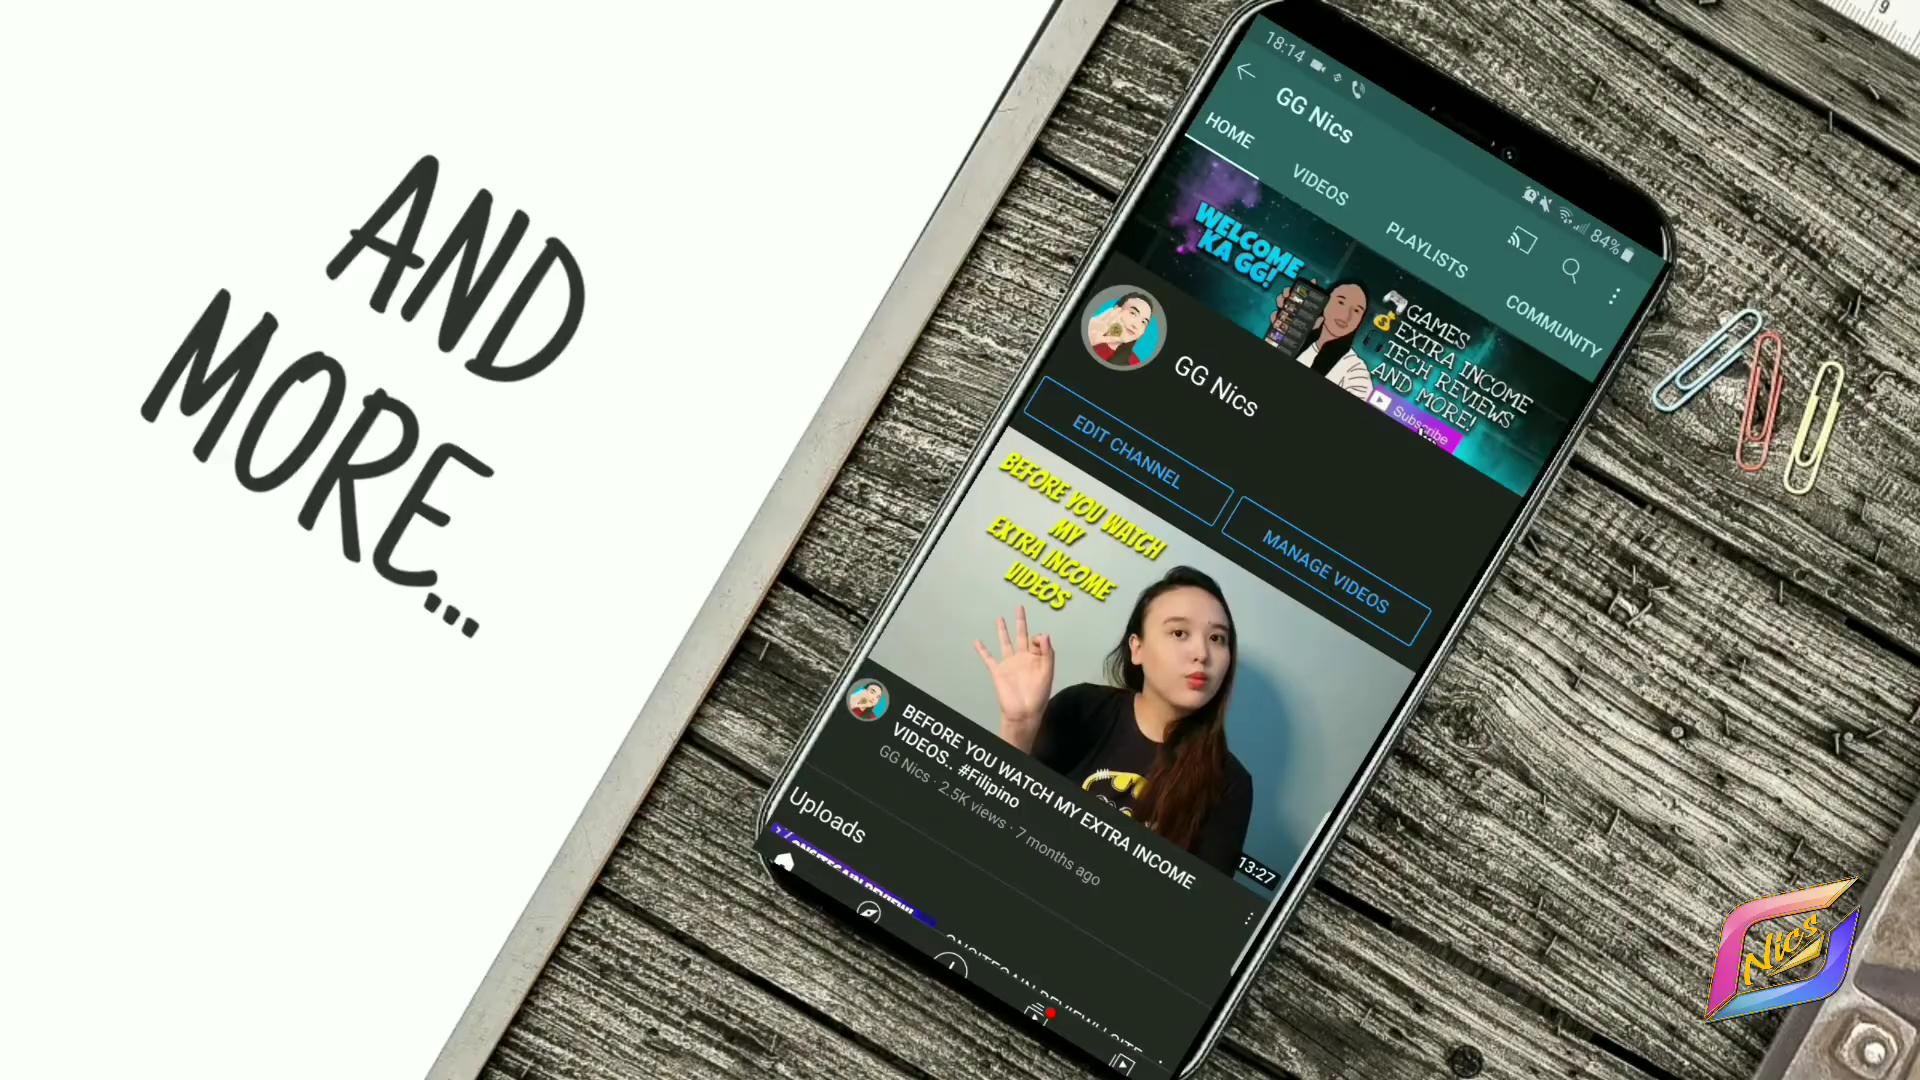 AND
MORE...
18:14
84%
GG Nics
HOME
VIDEOS
PLAYLISTS
COMMUNITY
WELCOME
KA GG!
GAMES
EXTRA INCOME
TECH REVIEWS
AND MORE!
Subscribe
GG Nics
EDIT CHANNEL
MANAGE VIDEOS
BEFORE YOU WATCH
MY
EXTRA INCOME
VIDEOS
13:27
BEFORE YOU WATCH MY EXTRA INCOME
VIDEOS.. #Filipino
GG Nics · 2.5K views · 7 months ago
Uploads
9
Nics